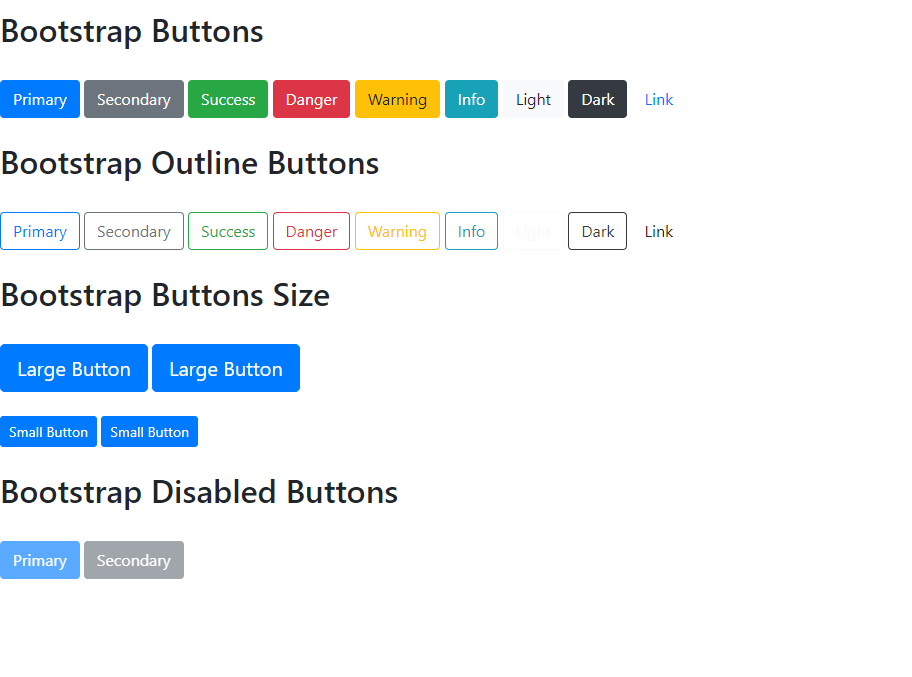 Bootstrap Buttons
Primary Secondary Success Danger Warning Info Light Dark Link
Bootstrap Outline Buttons
Primary Secondary Success Danger Warning Info Light Dark Link
Bootstrap Buttons Size
Large Button Large Button
Small Button Small Button
Bootstrap Disabled Buttons
Primary Secondary